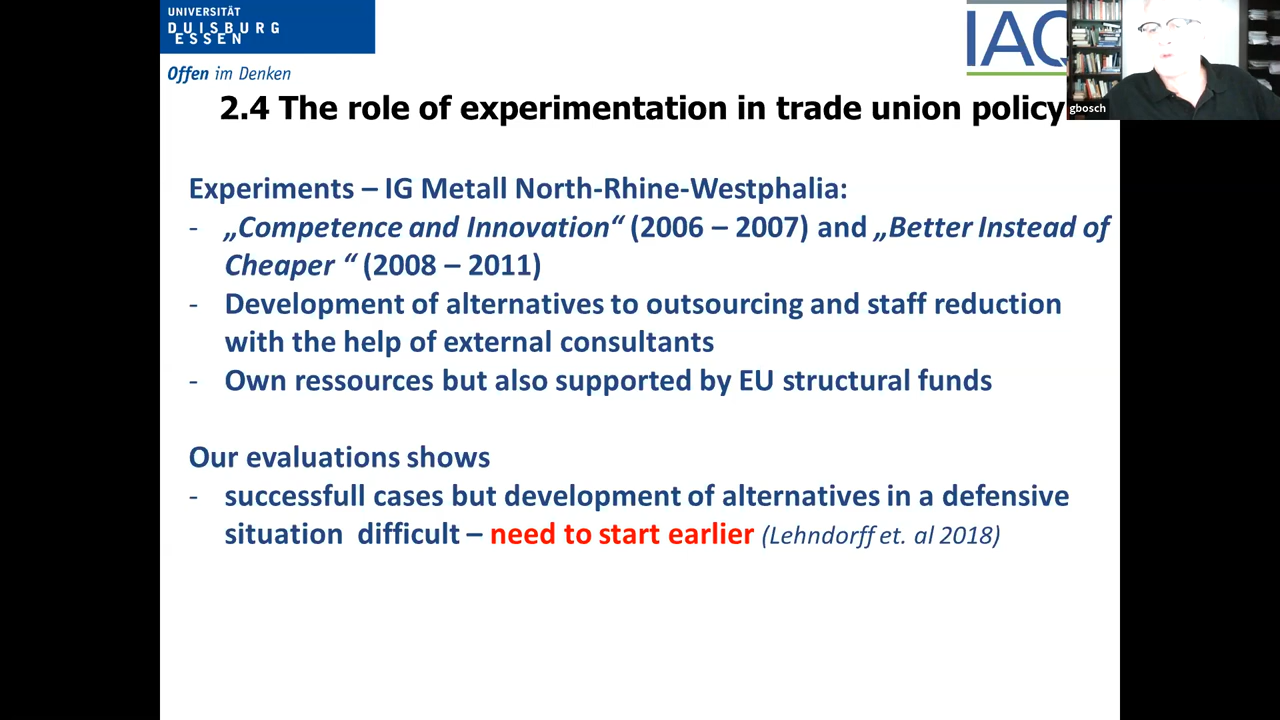 UNIVERSITÄT
DUISBURG
ESSEN
Offen im Denken
IAQ
gbosch
2.4 The role of experimentation in trade union policy
Experiments – IG Metall North-Rhine-Westphalia:
- „Competence and Innovation“ (2006 – 2007) and „Better Instead of
Cheaper “ (2008 – 2011)
- Development of alternatives to outsourcing and staff reduction
with the help of external consultants
- Own ressources but also supported by EU structural funds
Our evaluations shows
- successfull cases but development of alternatives in a defensive
situation difficult – need to start earlier (Lehndorff et. al 2018)